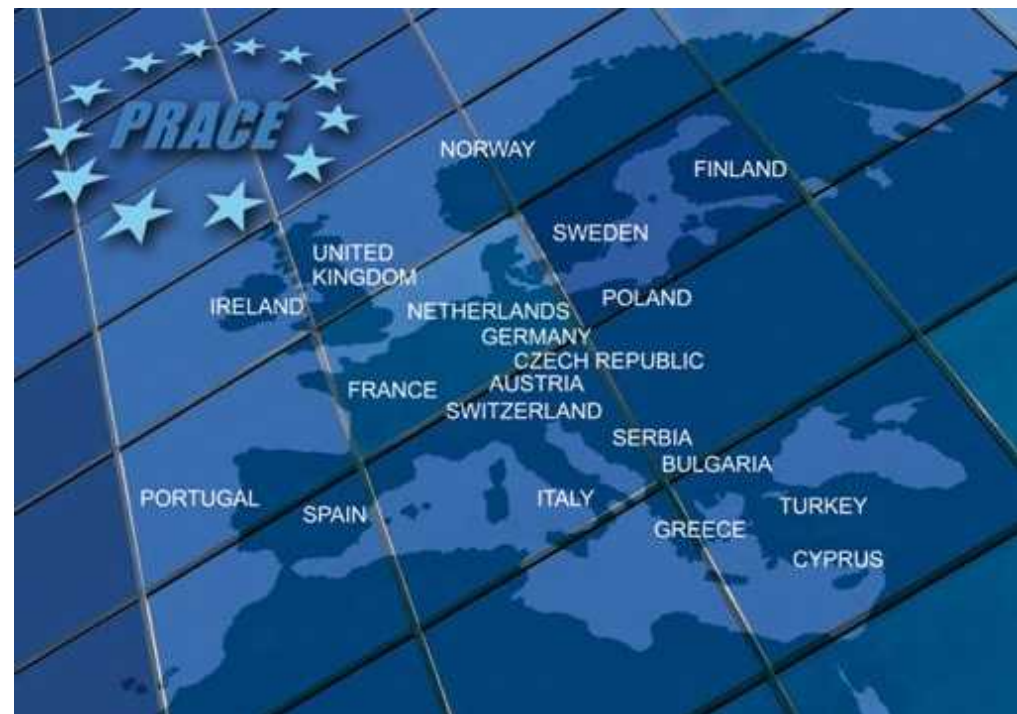 PRACE
NORWAY
FINLAND
SWEDEN
UNITED
KINGDOM
IRELAND
POLAND
NETHERLANDS
GERMANY
CZECH REPUBLIC
AUSTRIA
FRANCE
SWITZERLAND
SERBIA
BULGARIA
PORTUGAL
ITALY
SPAIN
TURKEY
GREECE
CYPRUS